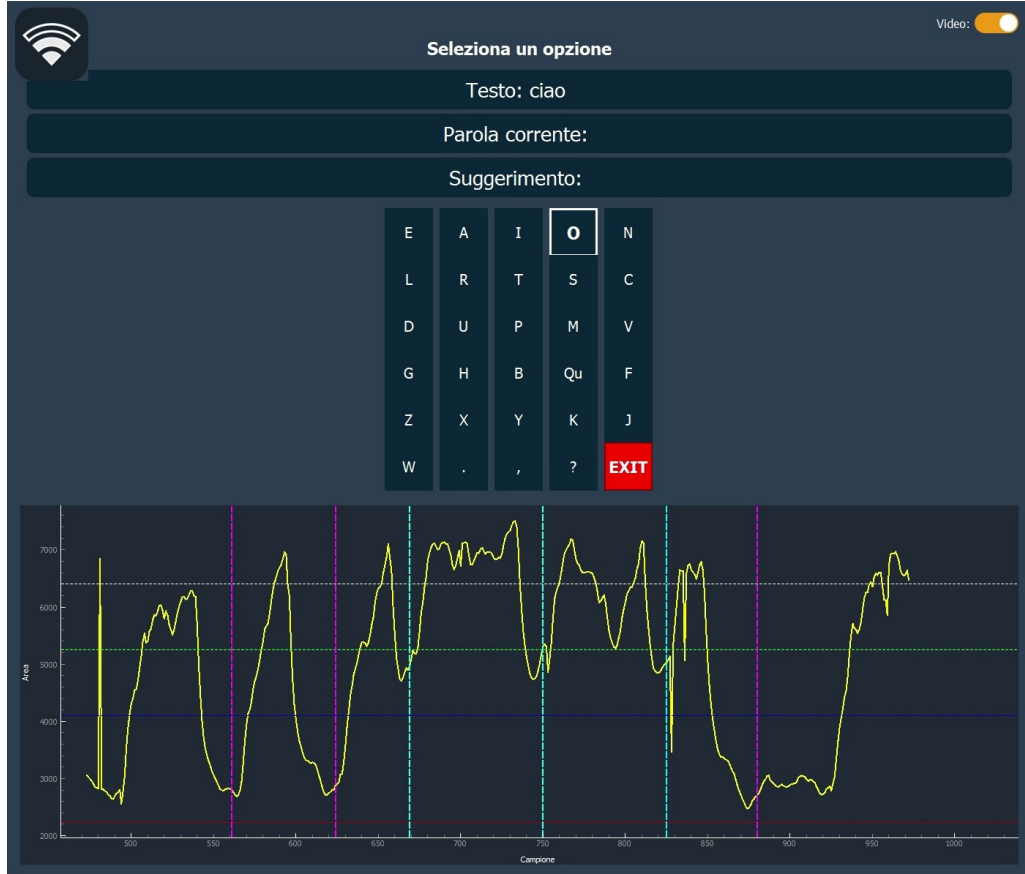 Video:
Seleziona un opzione
Testo: ciao
Parola corrente:
Suggerimento:
E A I O N
L R T S C
D U P M V
G H B Qu F
Z X Y K J
W . , ? EXIT
7000
6000
5000
4000
3000
2000
Area
500 550 600 650 700 750 800 850 900 950 1000
Campione